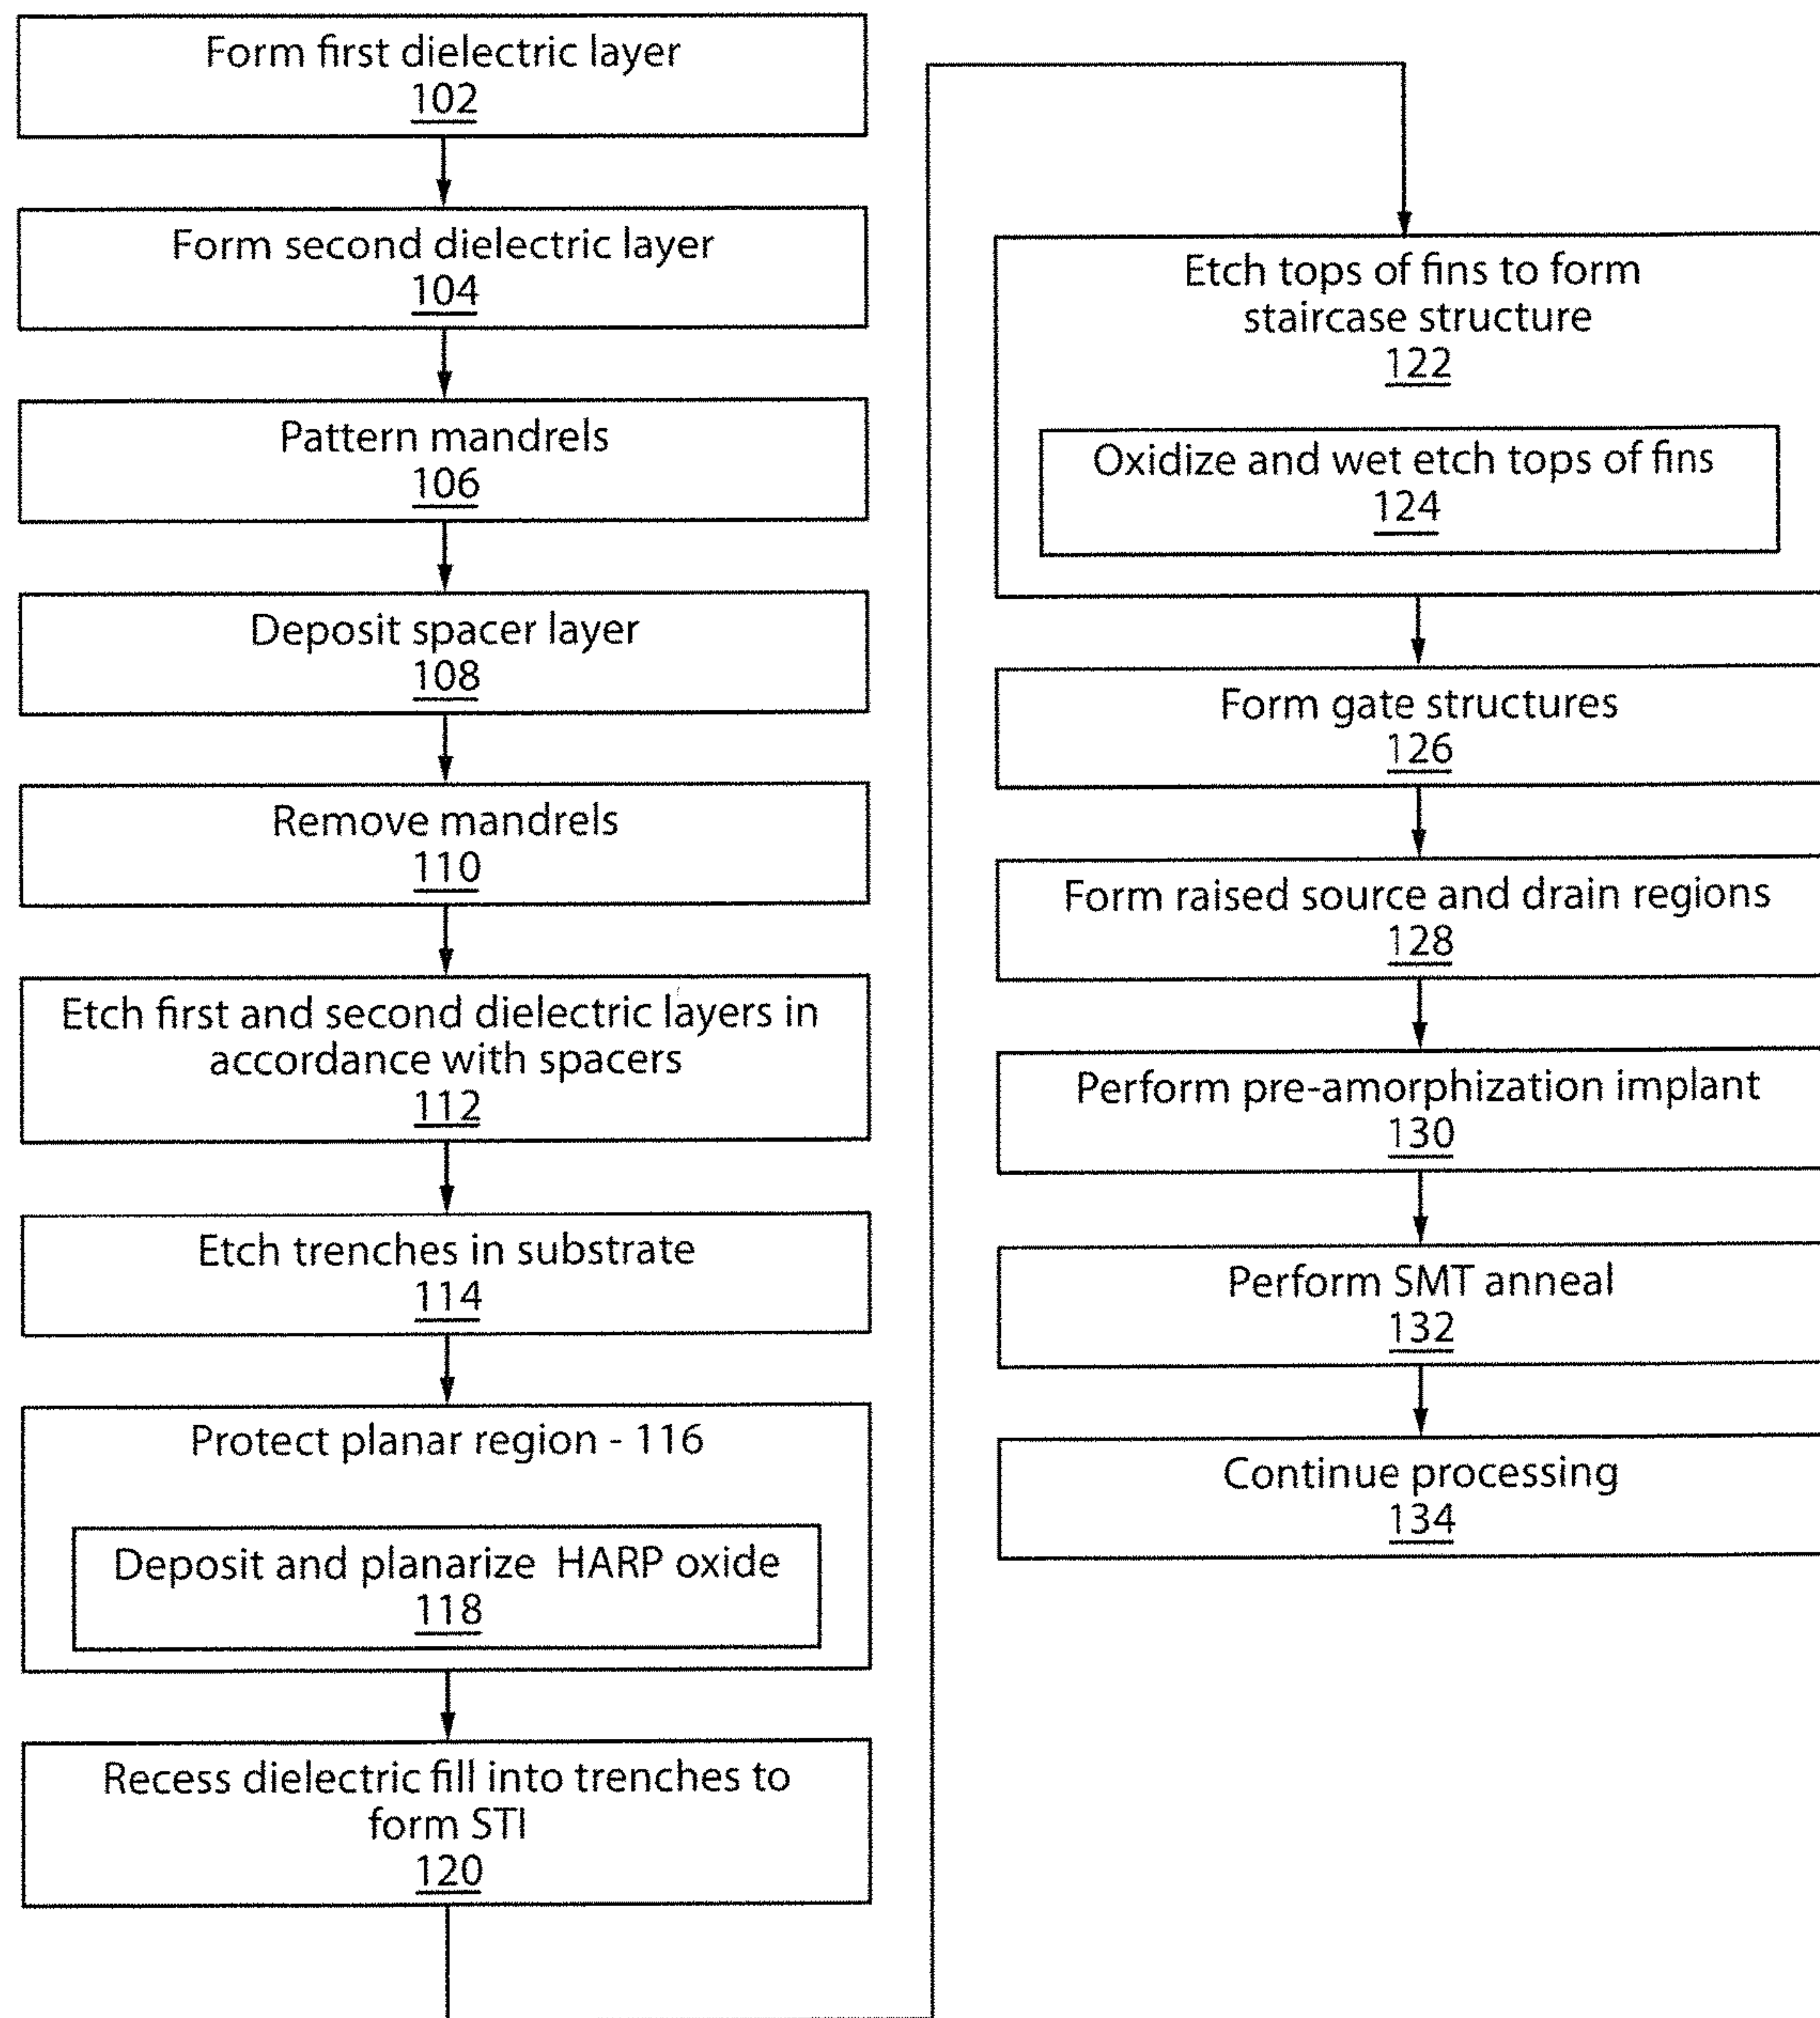 Form first dielectric layer
102
Form second dielectric layer
104
Pattern mandrels
106
Deposit spacer layer
108
Remove mandrels
110
Etch first and second dielectric layers in
accordance with spacers
112
Etch trenches in substrate
114
Protect planar region - 116
Deposit and planarize HARP oxide
118
Recess dielectric fill into trenches to
form STI
120
Etch tops of fins to form
staircase structure
122
Oxidize and wet etch tops of fins
124
Form gate structures
126
Form raised source and drain regions
128
Perform pre-amorphization implant
130
Perform SMT anneal
132
Continue processing
134